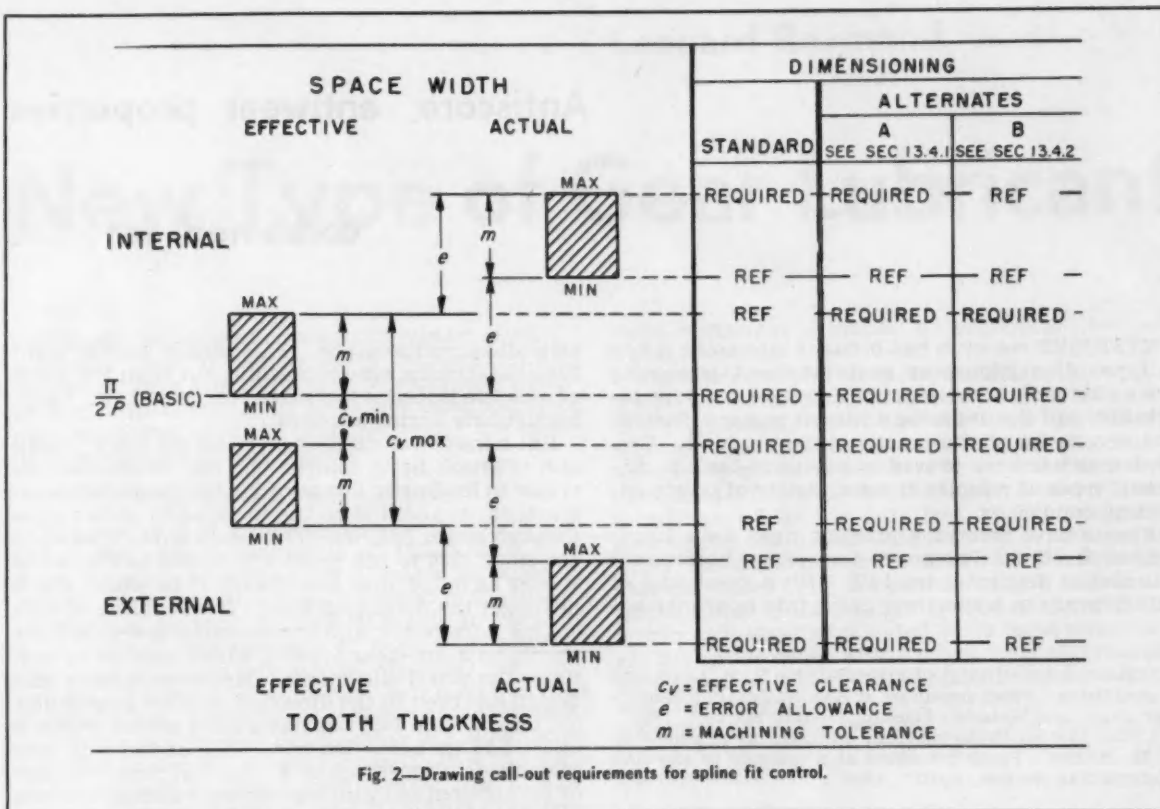 SPACE WIDTH
EFFECTIVE ACTUAL
DIMENSIONING
ALTERNATES
STANDARD
A
SEE SEC 13.4.1
B
SEE SEC 13.4.2
INTERNAL
MAX
REQUIRED REQUIRED REF
m
e
MIN
REF REF REF
MAX
REF REQUIRED REQUIRED
m
e
π/2P (BASIC)
MIN
REQUIRED REQUIRED REQUIRED
cᵥ min
cᵥ max
MAX
REQUIRED REQUIRED REQUIRED
m
e
MIN
REF REQUIRED REQUIRED
MAX
REF REF REF
e
m
EXTERNAL
MIN
REQUIRED REQUIRED REF
EFFECTIVE ACTUAL
TOOTH THICKNESS
cᵥ = EFFECTIVE CLEARANCE
e = ERROR ALLOWANCE
m = MACHINING TOLERANCE
Fig. 2—Drawing call-out requirements for spline fit control.